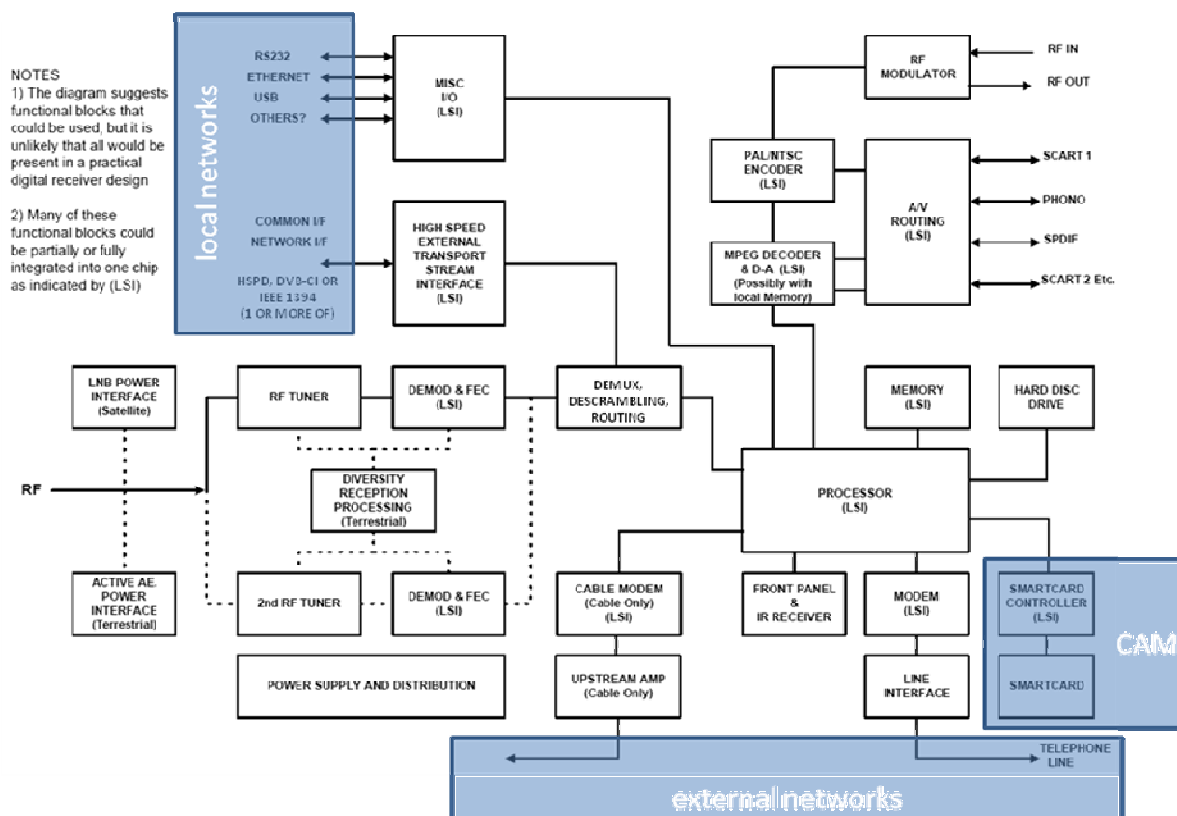 NOTES
1) The diagram suggests
functional blocks that
could be used, but it is
unlikely that all would be
present in a practical
digital receiver design
2) Many of these
functional blocks could
be partially or fully
integrated into one chip
as indicated by (LSI)
local networks
RS232
ETHERNET
USB
OTHERS?
COMMON I/F
NETWORK I/F
HSPD, DVB-CI OR
IEEE 1394
(1 OR MORE OF)
MISC
I/O
(LSI)
HIGH SPEED
EXTERNAL
TRANSPORT
STREAM
INTERFACE
(LSI)
RF
MODULATOR
RF IN
RF OUT
PAL/NTSC
ENCODER
(LSI)
A/V
ROUTING
(LSI)
MPEG DECODER
& D-A (LSI)
(Possibly with
local Memory)
SCART 1
PHONO
SPDIF
SCART 2 Etc.
LNB POWER
INTERFACE
(Satellite)
RF TUNER
DEMOD & FEC
(LSI)
DEMUX,
DESCRAMBLING,
ROUTING
MEMORY
(LSI)
HARD DISC
DRIVE
RF
DIVERSITY
RECEPTION
PROCESSING
(Terrestrial)
PROCESSOR
(LSI)
ACTIVE AE.
POWER
INTERFACE
(Terrestrial)
2nd RF TUNER
DEMOD & FEC
(LSI)
CABLE MODEM
(Cable Only)
(LSI)
FRONT PANEL
&
IR RECEIVER
MODEM
(LSI)
SMARTCARD
CONTROLLER
(LSI)
CAM
POWER SUPPLY AND DISTRIBUTION
UPSTREAM AMP
(Cable Only)
LINE
INTERFACE
SMARTCARD
TELEPHONE
LINE
external networks